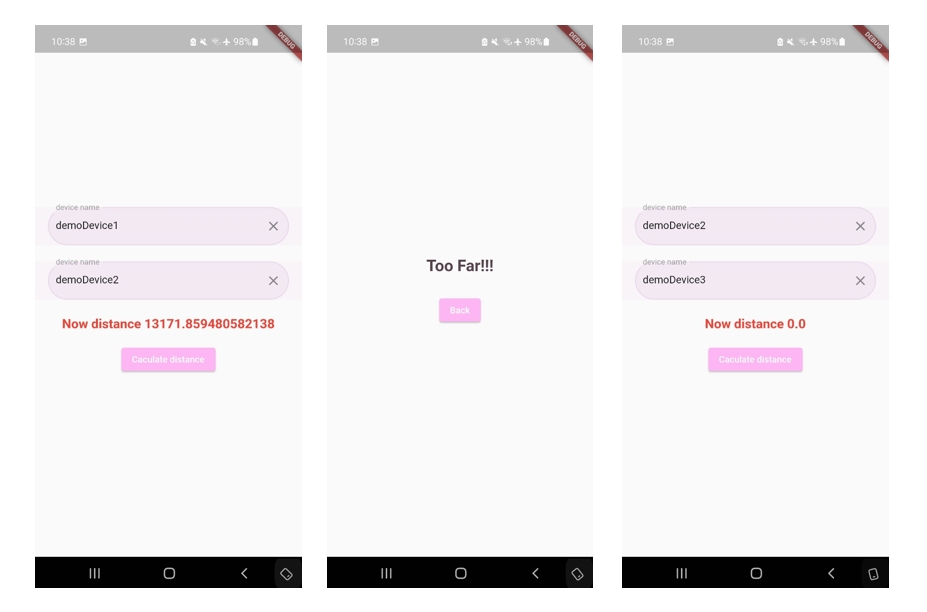 10:38
98%
DEBUG
device name
demoDevice1
device name
demoDevice2
Now distance 13171.859480582138
Caculate distance
10:38
98%
DEBUG
Too Far!!!
Back
10:38
98%
DEBUG
device name
demoDevice2
device name
demoDevice3
Now distance 0.0
Caculate distance